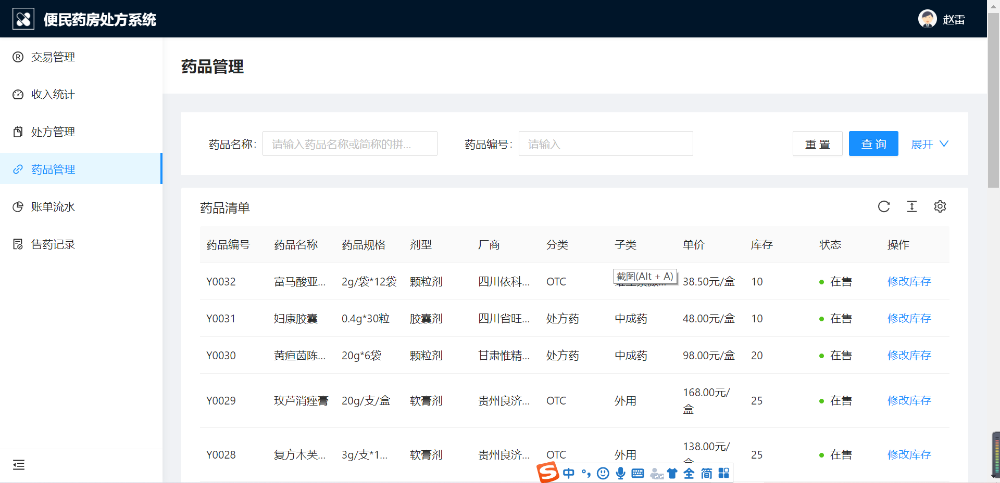 便民药房处方系统
赵雷
交易管理
收入统计
处方管理
药品管理
账单流水
售药记录
药品管理
药品名称: 请输入药品名称或简称的拼... 药品编号: 请输入 重 置 查 询 展开
药品清单
药品编号 药品名称 药品规格 剂型 厂商 分类 子类 单价 库存 状态 操作
Y0032 富马酸亚... 2g/袋*12袋 颗粒剂 四川依科... OTC 38.50元/盒 10 在售 修改库存
截图(Alt + A)
Y0031 妇康胶囊 0.4g*30粒 胶囊剂 四川省旺... 处方药 中成药 48.00元/盒 10 在售 修改库存
Y0030 黄疸茵陈... 20g*6袋 颗粒剂 甘肃惟精... 处方药 中成药 98.00元/盒 20 在售 修改库存
Y0029 玫芦消痤膏 20g/支/盒 软膏剂 贵州良济... OTC 外用 168.00元/
盒 25 在售 修改库存
Y0028 复方木芙... 3g/支*1... 软膏剂 贵州良济... OTC 外用 138.00元/
25 在售 修改库存
S 中 °, 全 简